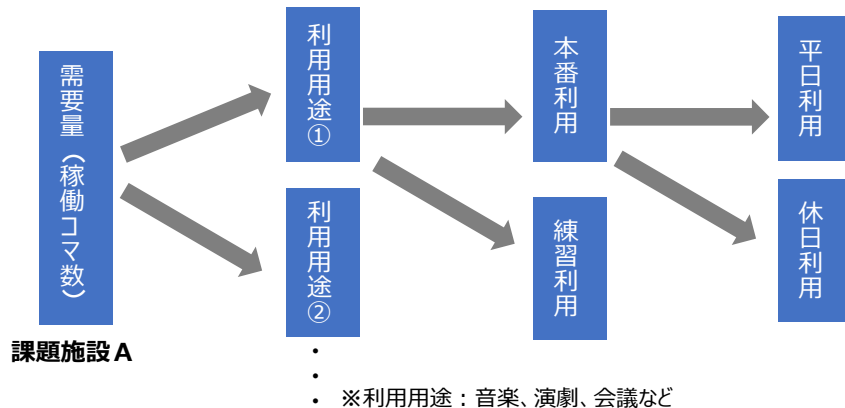 需要量（稼働コマ数）
課題施設A
利用用途①
利用用途②
・
・
・ ※利用用途：音楽、演劇、会議など
本番利用
練習利用
平日利用
休日利用